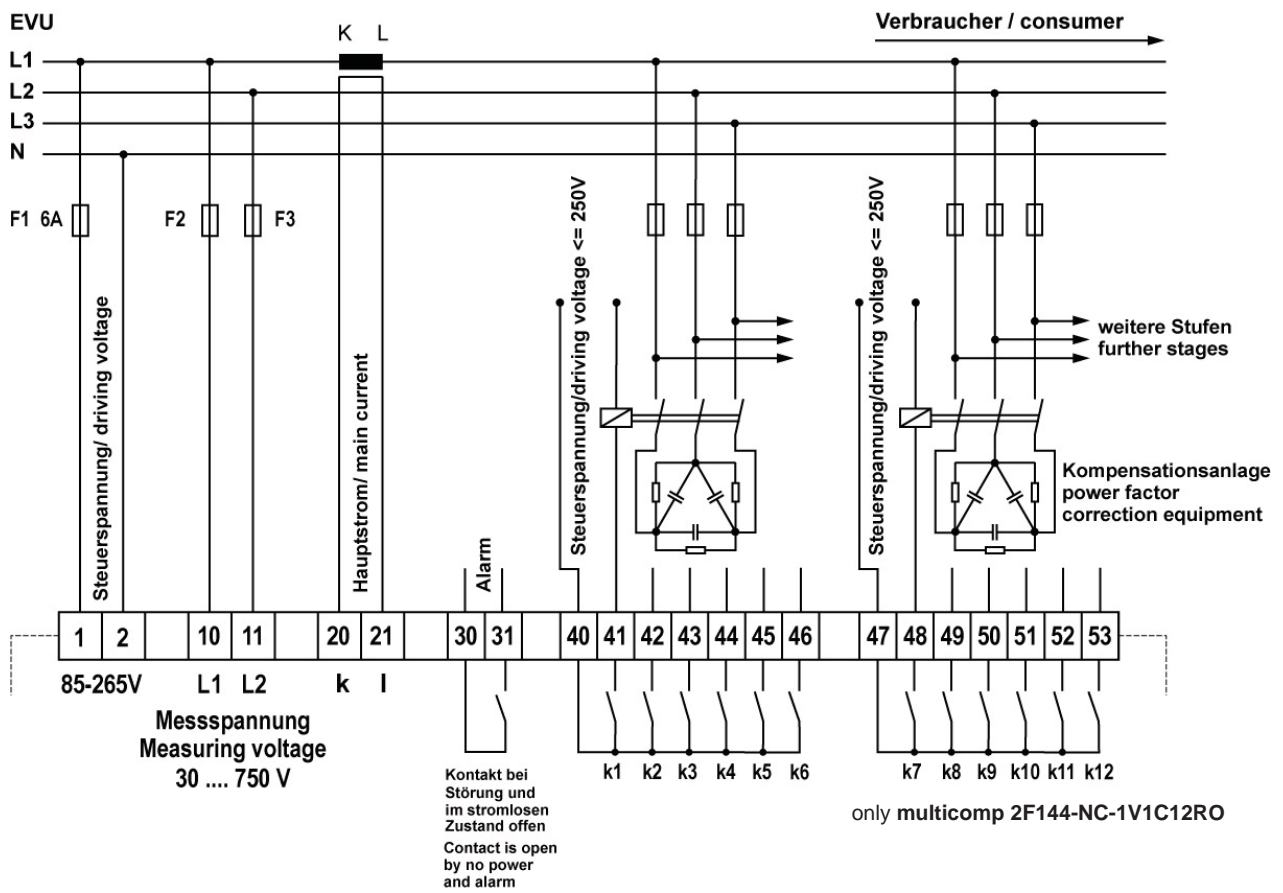 EVU
K L
Verbraucher / consumer
L1
L2
L3
N
F1 6A
F2
F3
Steuerspannung/ driving voltage
Hauptstrom/ main current
Alarm
Steuerspannung/driving voltage <= 250V
Steuerspannung/driving voltage <= 250V
weitere Stufen
further stages
Kompensationsanlage
power factor
correction equipment
1 2 10 11 20 21 30 31 40 41 42 43 44 45 46 47 48 49 50 51 52 53
85-265V L1 L2 k l
Messspannung
Measuring voltage
30 .... 750 V
Kontakt bei
Störung und
im stromlosen
Zustand offen
Contact is open
by no power
and alarm
k1 k2 k3 k4 k5 k6
k7 k8 k9 k10 k11 k12
only multicomp 2F144-NC-1V1C12RO